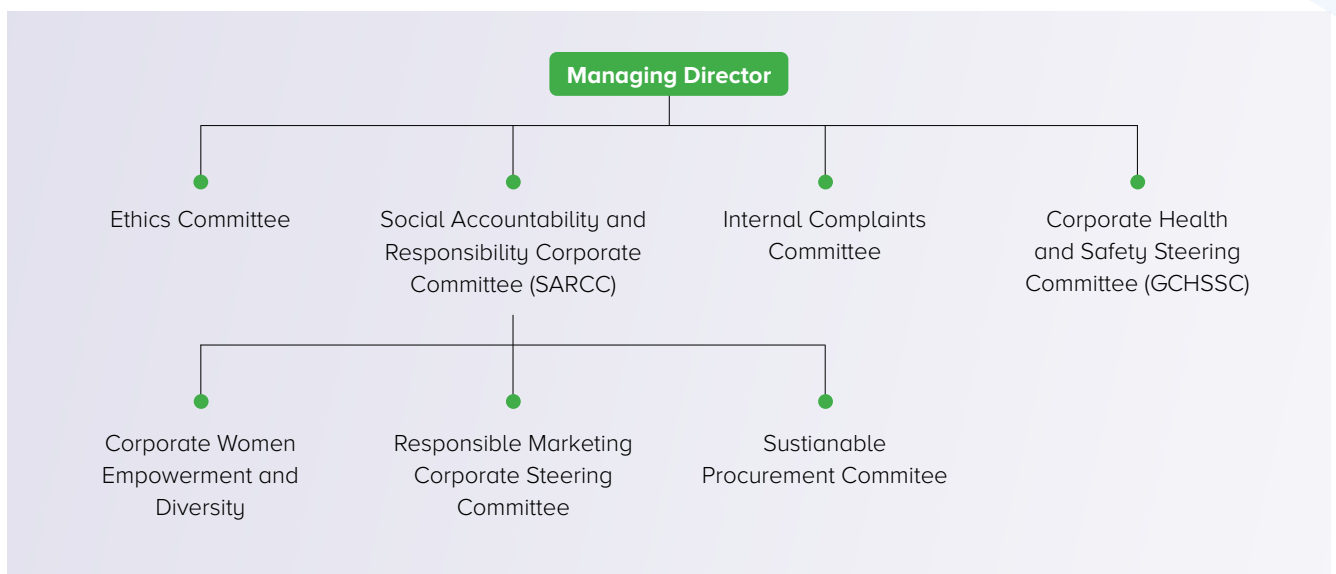 Managing Director
Ethics Committee
Social Accountability and
Responsibility Corporate
Committee (SARCC)
Internal Complaints
Committee
Corporate Health
and Safety Steering
Committee (GCHSSC)
Corporate Women
Empowerment and
Diversity
Responsible Marketing
Corporate Steering
Committee
Sustianable
Procurement Commitee